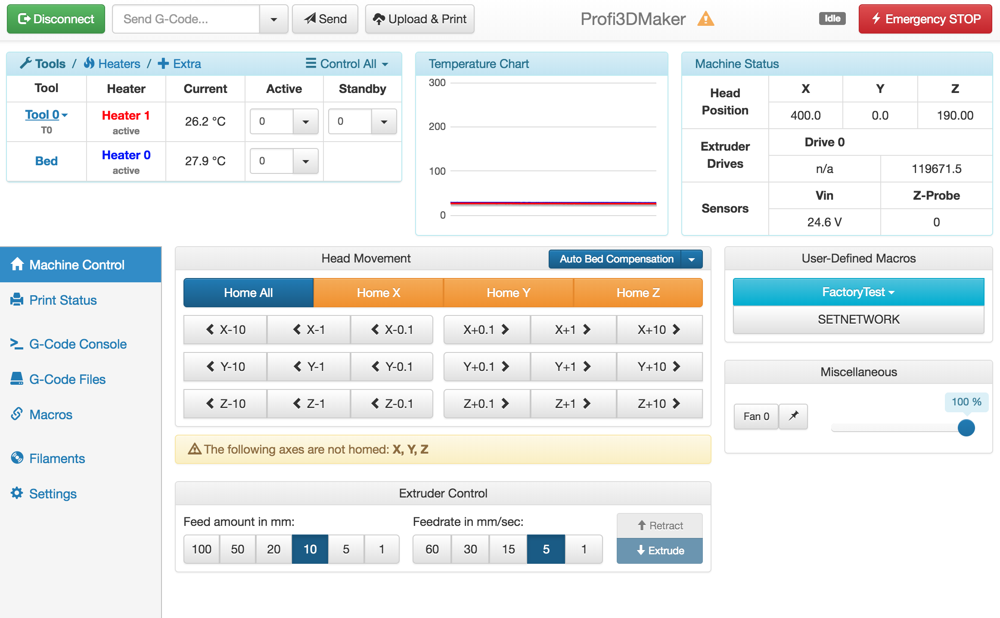 Disconnect Send G-Code... Send Upload & Print Profi3DMaker Idle Emergency STOP
Tools / Heaters / Extra Control All
Tool Heater Current Active Standby
Tool 0 Heater 1 26.2 °C 0 0
T0 active
Bed Heater 0 27.9 °C 0
active
Temperature Chart
300
200
100
0
Machine Status
Head Position X Y Z
400.0 0.0 190.00
Extruder Drives Drive 0
n/a 119671.5
Sensors Vin Z-Probe
24.6 V 0
Machine Control
Print Status
G-Code Console
G-Code Files
Macros
Filaments
Settings
Head Movement Auto Bed Compensation
Home All Home X Home Y Home Z
X-10 X-1 X-0.1 X+0.1 X+1 X+10
Y-10 Y-1 Y-0.1 Y+0.1 Y+1 Y+10
Z-10 Z-1 Z-0.1 Z+0.1 Z+1 Z+10
The following axes are not homed: X, Y, Z
Extruder Control
Feed amount in mm: Feedrate in mm/sec: Retract
100 50 20 10 5 1 60 30 15 5 1 Extrude
User-Defined Macros
FactoryTest
SETNETWORK
Miscellaneous
100 %
Fan 0